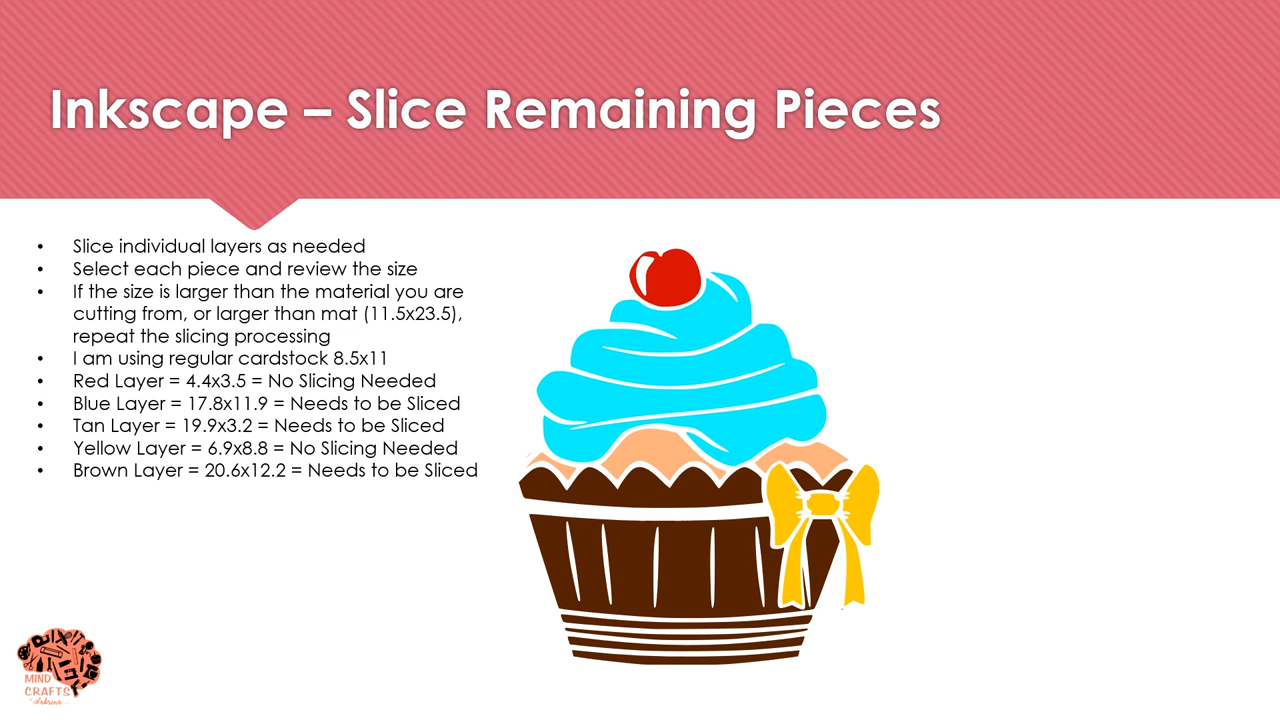 Inkscape – Slice Remaining Pieces
• Slice individual layers as needed
• Select each piece and review the size
• If the size is larger than the material you are
cutting from, or larger than mat (11.5x23.5),
repeat the slicing processing
• I am using regular cardstock 8.5x11
• Red Layer = 4.4x3.5 = No Slicing Needed
• Blue Layer = 17.8x11.9 = Needs to be Sliced
• Tan Layer = 19.9x3.2 = Needs to be Sliced
• Yellow Layer = 6.9x8.8 = No Slicing Needed
• Brown Layer = 20.6x12.2 = Needs to be Sliced
MIND
CRAFTS